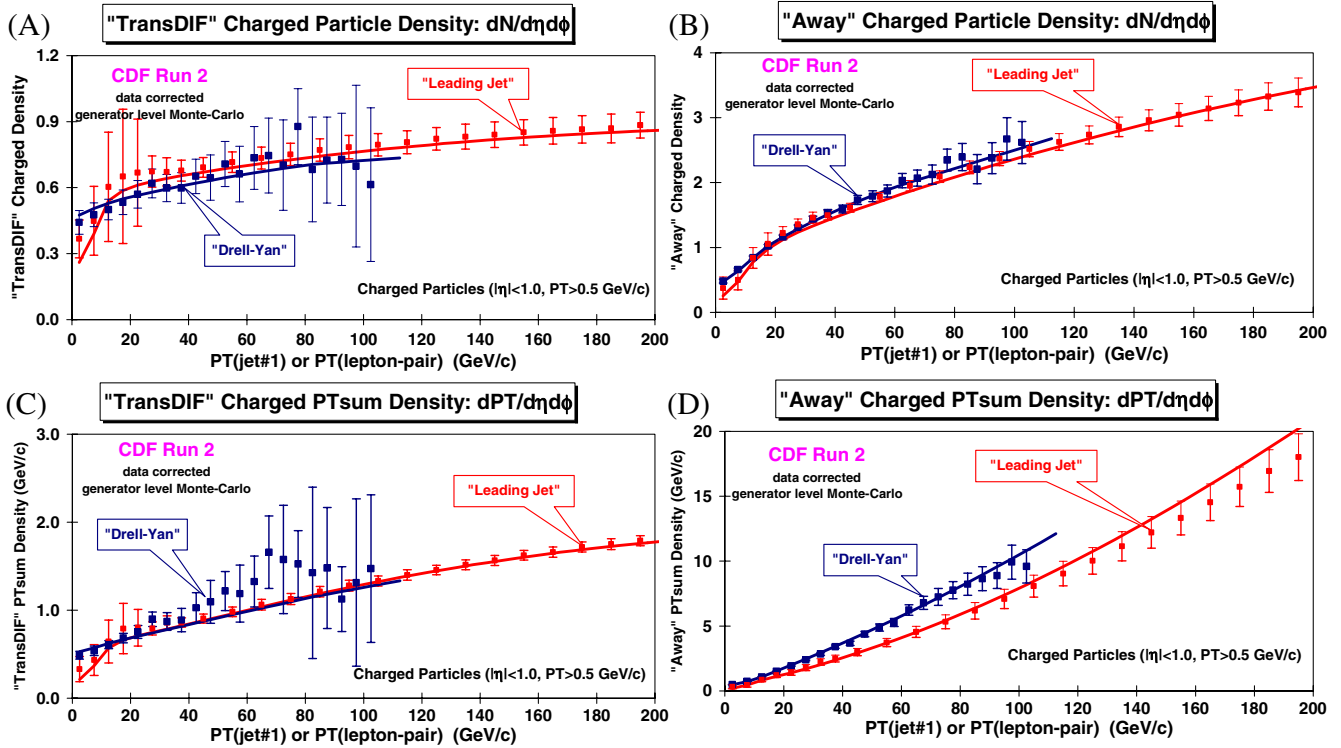 (A)
"TransDIF" Charged Particle Density: dN/dηdϕ
"TransDIF" Charged Density
1.2
0.9
0.6
0.3
0.0
CDF Run 2
data corrected
generator level Monte-Carlo
"Leading Jet"
"Drell-Yan"
Charged Particles (|η|<1.0, PT>0.5 GeV/c)
0 20 40 60 80 100 120 140 160 180 200
PT(jet#1) or PT(lepton-pair) (GeV/c)
(B)
"Away" Charged Particle Density: dN/dηdϕ
"Away" Charged Density
4
3
2
1
0
CDF Run 2
data corrected
generator level Monte-Carlo
"Leading Jet"
"Drell-Yan"
Charged Particles (|η|<1.0, PT>0.5 GeV/c)
0 20 40 60 80 100 120 140 160 180 200
PT(jet#1) or PT(lepton-pair) (GeV/c)
(C)
"TransDIF" Charged PTsum Density: dPT/dηdϕ
"TransDIF" PTsum Density (GeV/c)
3.0
2.0
1.0
0.0
CDF Run 2
data corrected
generator level Monte-Carlo
"Leading Jet"
"Drell-Yan"
Charged Particles (|η|<1.0, PT>0.5 GeV/c)
0 20 40 60 80 100 120 140 160 180 200
PT(jet#1) or PT(lepton-pair) (GeV/c)
(D)
"Away" Charged PTsum Density: dPT/dηdϕ
"Away" PTsum Density (GeV/c)
20
15
10
5
0
CDF Run 2
data corrected
generator level Monte-Carlo
"Leading Jet"
"Drell-Yan"
Charged Particles (|η|<1.0, PT>0.5 GeV/c)
0 20 40 60 80 100 120 140 160 180 200
PT(jet#1) or PT(lepton-pair) (GeV/c)